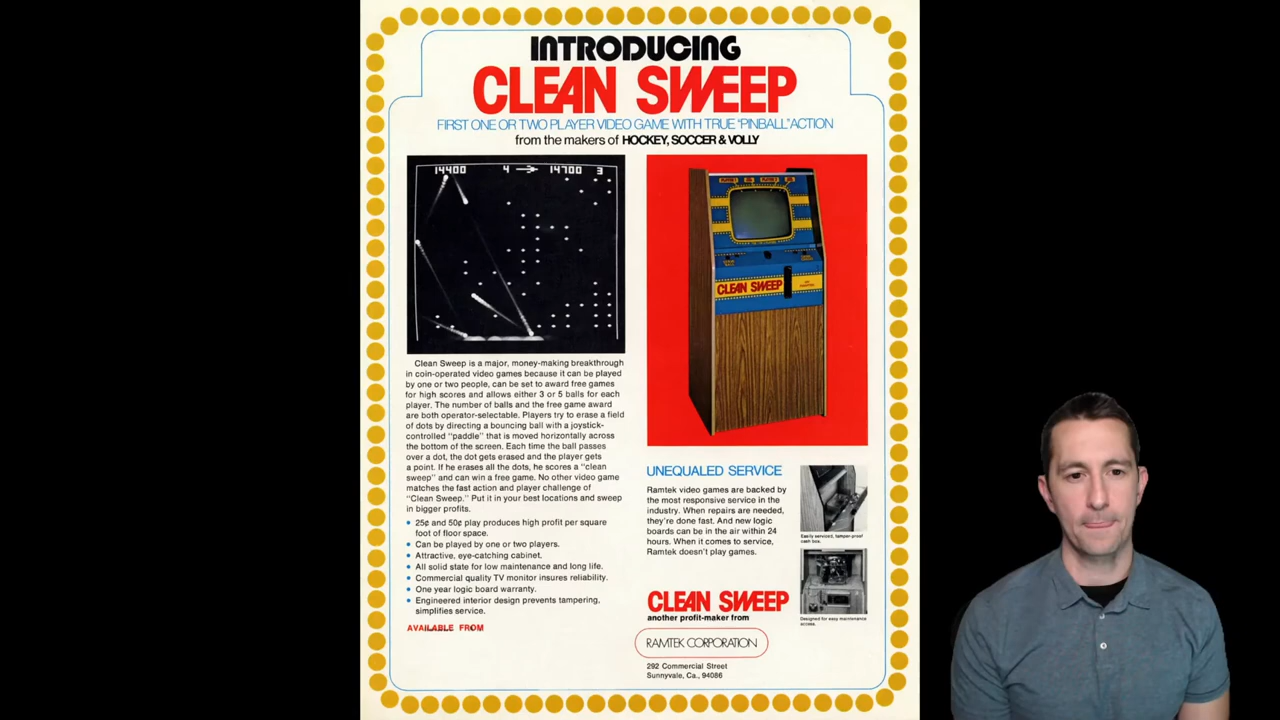 INTRODUCING
CLEAN SWEEP
FIRST ONE OR TWO PLAYER VIDEO GAME WITH TRUE "PINBALL" ACTION
from the makers of HOCKEY, SOCCER & VOLLY
14400 4 14700 3
CLEAN SWEEP
Clean Sweep is a major, money-making breakthrough
in coin-operated video games because it can be played
by one or two people, can be set to award free games
for high scores and allows either 3 or 5 balls for each
player. The number of balls and the free game award
are both operator-selectable. Players try to erase a field
of dots by directing a bouncing ball with a joystick-
controlled "paddle" that is moved horizontally across
the bottom of the screen. Each time the ball passes
over a dot, the dot gets erased and the player gets
a point. If he erases all the dots, he scores a "clean
sweep" and can win a free game. No other video game
matches the fast action and player challenge of
"Clean Sweep." Put it in your best locations and sweep
in bigger profits.
• 25¢ and 50¢ play produces high profit per square
foot of floor space.
• Can be played by one or two players.
• Attractive, eye-catching cabinet.
• All solid state for low maintenance and long life.
• Commercial quality TV monitor insures reliability.
• One year logic board warranty.
• Engineered interior design prevents tampering,
simplifies service.
AVAILABLE FROM
UNEQUALED SERVICE
Ramtek video games are backed by
the most responsive service in the
industry. When repairs are needed,
they're done fast. And new logic
boards can be in the air within 24
hours. When it comes to service,
Ramtek doesn't play games.
Easily serviced, tamper-proof
cash box.
Designed for easy maintenance
access.
CLEAN SWEEP
another profit-maker from
RAMTEK CORPORATION
292 Commercial Street
Sunnyvale, Ca., 94086